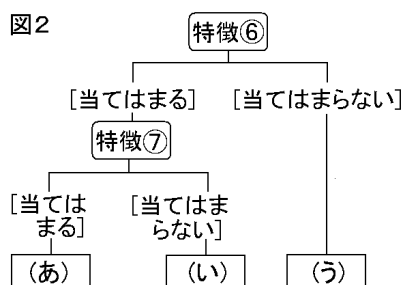 図2
特徴⑥
[当てはまる]
[当てはまらない]
特徴⑦
[当ては
まる]
[当てはま
らない]
(あ)
(い)
(う)